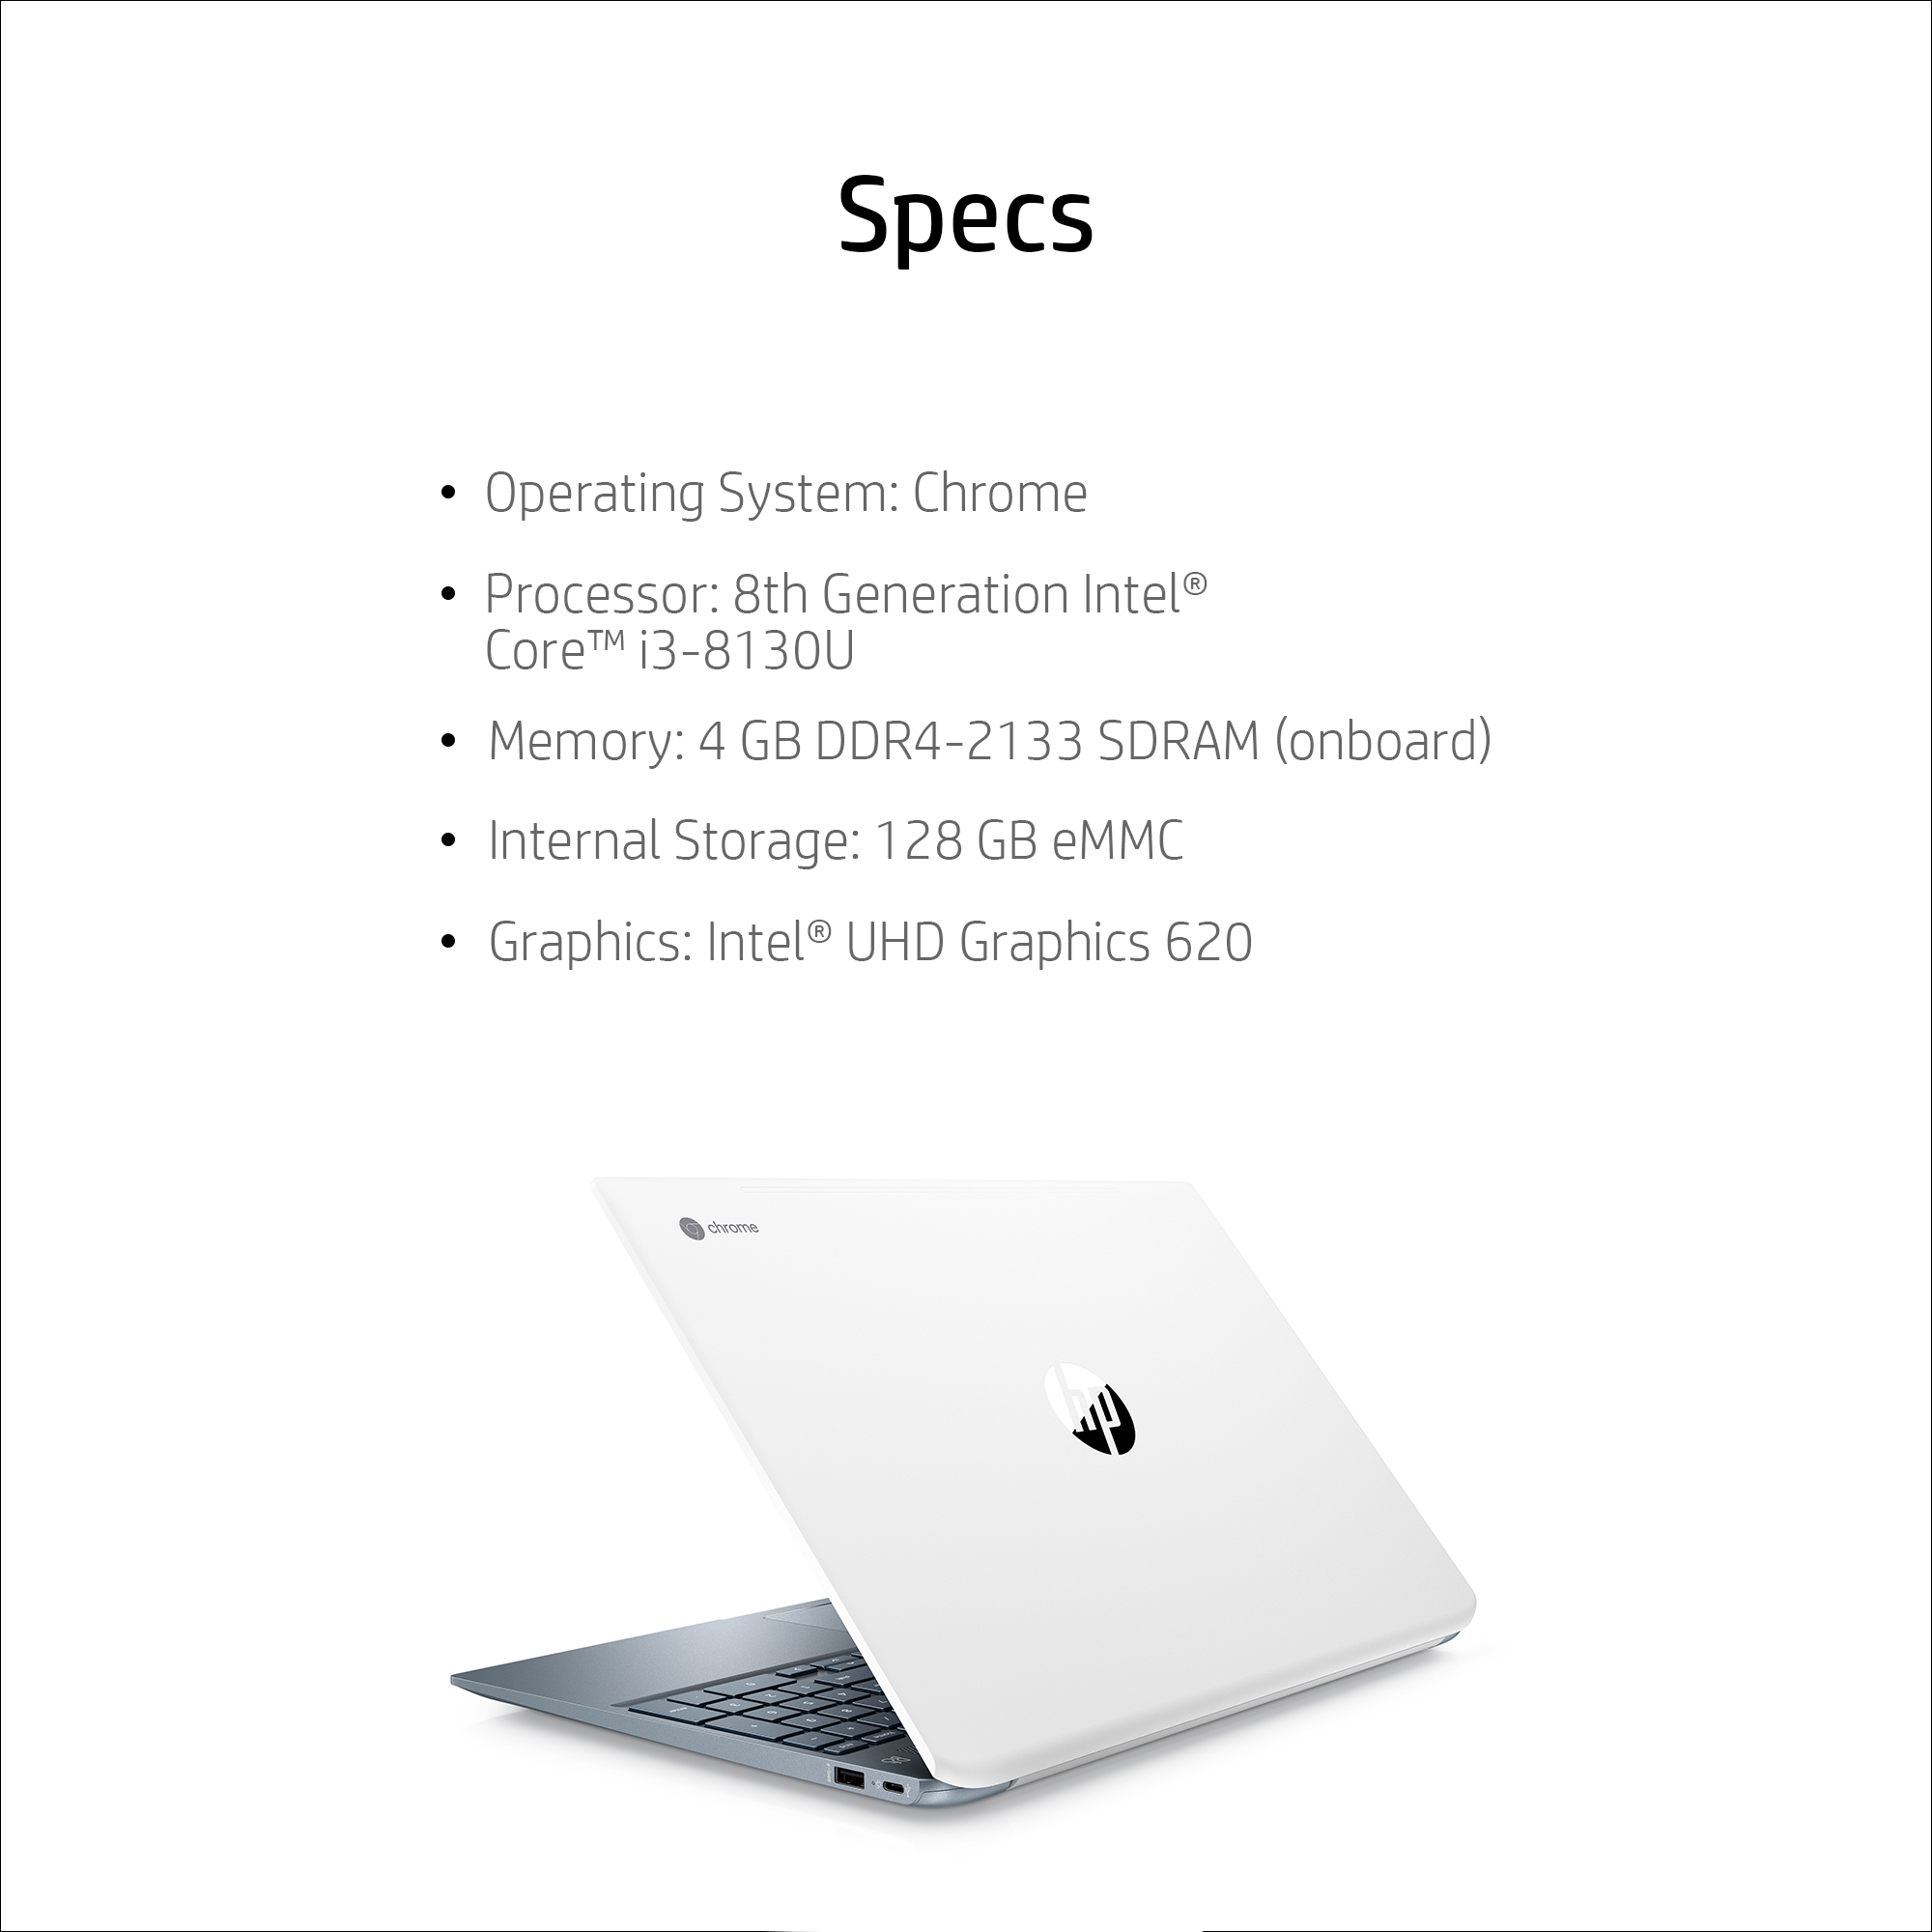 Specs
• Operating System: Chrome
• Processor: 8th Generation Intel®
Core™ i3-8130U
• Memory: 4 GB DDR4-2133 SDRAM (onboard)
• Internal Storage: 128 GB eMMC
• Graphics: Intel® UHD Graphics 620
chrome
hp